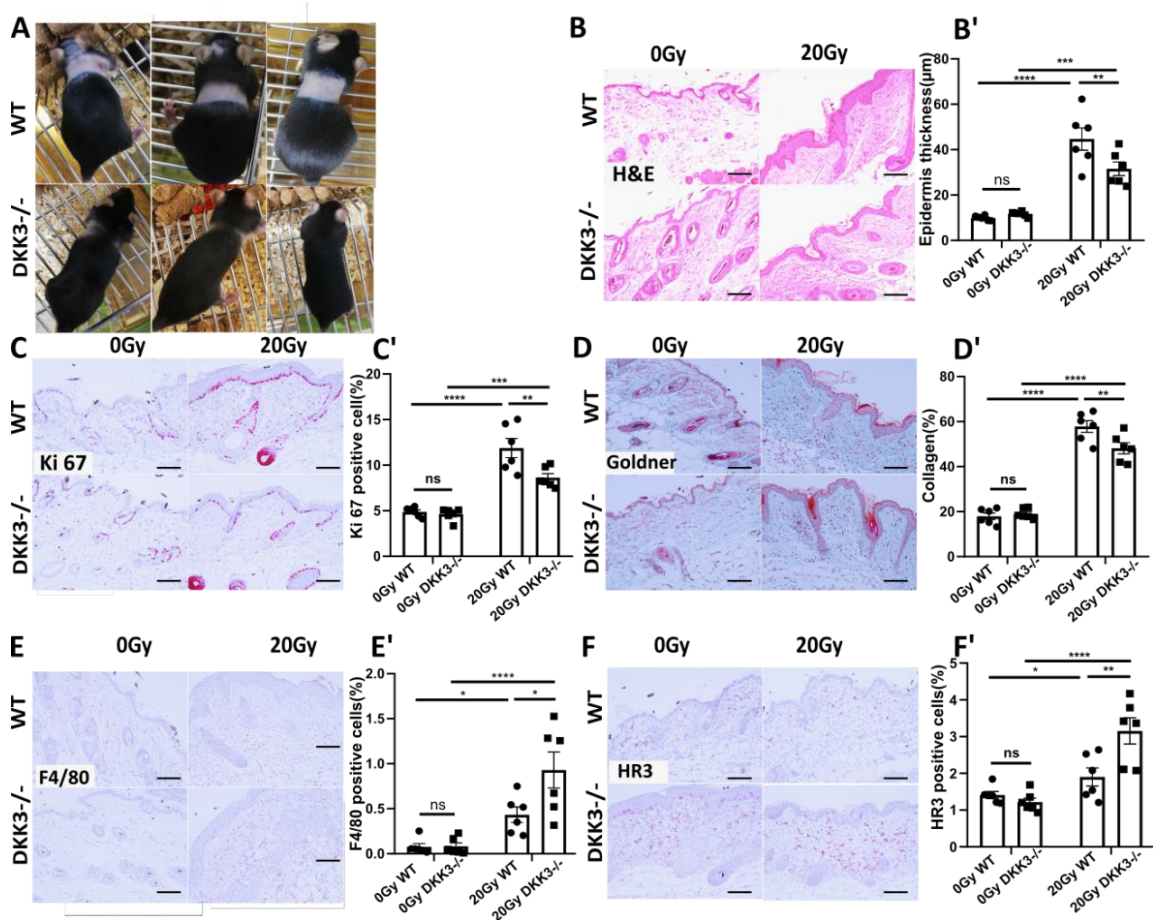 A
WT
DKK3-/-
B
0Gy
20Gy
WT
DKK3-/-
H&E
B'
Epidermis thickness(µm)
80
60
40
20
0
ns
****
***
**
0Gy WT
0Gy DKK3-/-
20Gy WT
20Gy DKK3-/-
C
0Gy
20Gy
WT
DKK3-/-
Ki 67
C'
Ki 67 positive cell(%)
20
15
10
5
0
ns
****
***
**
0Gy WT
0Gy DKK3-/-
20Gy WT
20Gy DKK3-/-
D
0Gy
20Gy
WT
DKK3-/-
Goldner
D'
Collagen(%)
80
60
40
20
0
ns
****
****
**
0Gy WT
0Gy DKK3-/-
20Gy WT
20Gy DKK3-/-
E
0Gy
20Gy
WT
DKK3-/-
F4/80
E'
F4/80 positive cells(%)
2.0
1.5
1.0
0.5
0.0
ns
*
****
*
0Gy WT
0Gy DKK3-/-
20Gy WT
20Gy DKK3-/-
F
0Gy
20Gy
WT
DKK3-/-
HR3
F'
HR3 positive cells(%)
5
4
3
2
1
0
ns
*
****
**
0Gy WT
0Gy DKK3-/-
20Gy WT
20Gy DKK3-/-